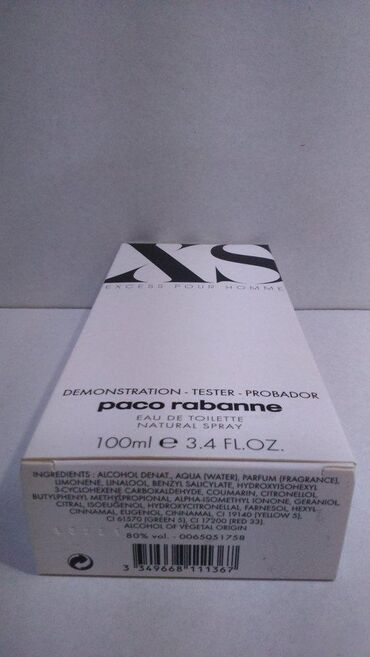 XS
EXCESS POUR HOMME
DEMONSTRATION - TESTER - PROBADOR
paco rabanne
EAU DE TOILETTE
NATURAL SPRAY
100ml e 3.4 FL.OZ.
INGREDIENTS : ALCOHOL DENAT., AQUA (WATER), PARFUM (FRAGRANCE),
LIMONENE, LINALOOL, BENZYL SALICYLATE, HYDROXYISOHEXYL
3-CYCLOHEXENE CARBOXALDEHYDE, COUMARIN, CITRONELLOL,
BUTYLPHENYL METHYLPROPIONAL, ALPHA-ISOMETHYL IONONE, GERANIOL,
CITRAL, ISOEUGENOL, HYDROXYCITRONELLAL, FARNESOL, HEXYL-
CINNAMAL, EUGENOL, CINNAMAL, CI 19140 (YELLOW 5),
CI 61570 (GREEN 5), CI 17200 (RED 33).
ALCOHOL OF VEGETAL ORIGIN
80% vol. - 0065051758
3 349668 111367